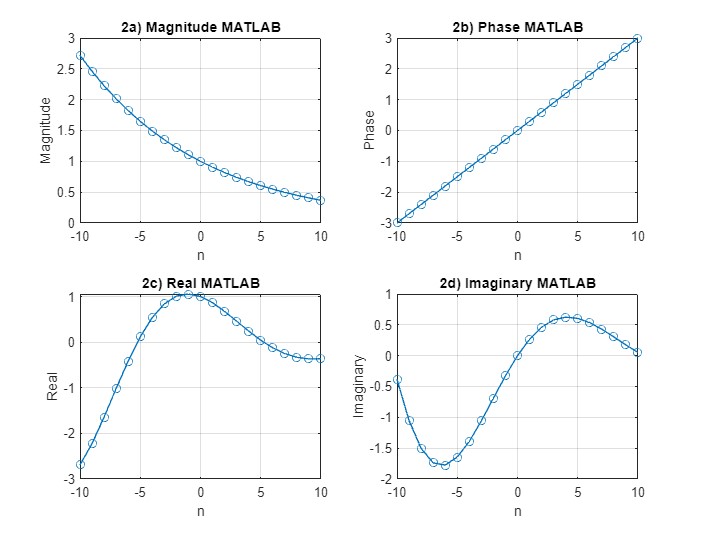 2a) Magnitude MATLAB
3
2.5
2
1.5
1
0.5
0
Magnitude
-10 -5 0 5 10
n
2b) Phase MATLAB
3
2
1
0
-1
-2
-3
Phase
-10 -5 0 5 10
n
2c) Real MATLAB
1
0
-1
-2
-3
Real
-10 -5 0 5 10
n
2d) Imaginary MATLAB
1
0.5
0
-0.5
-1
-1.5
-2
Imaginary
-10 -5 0 5 10
n